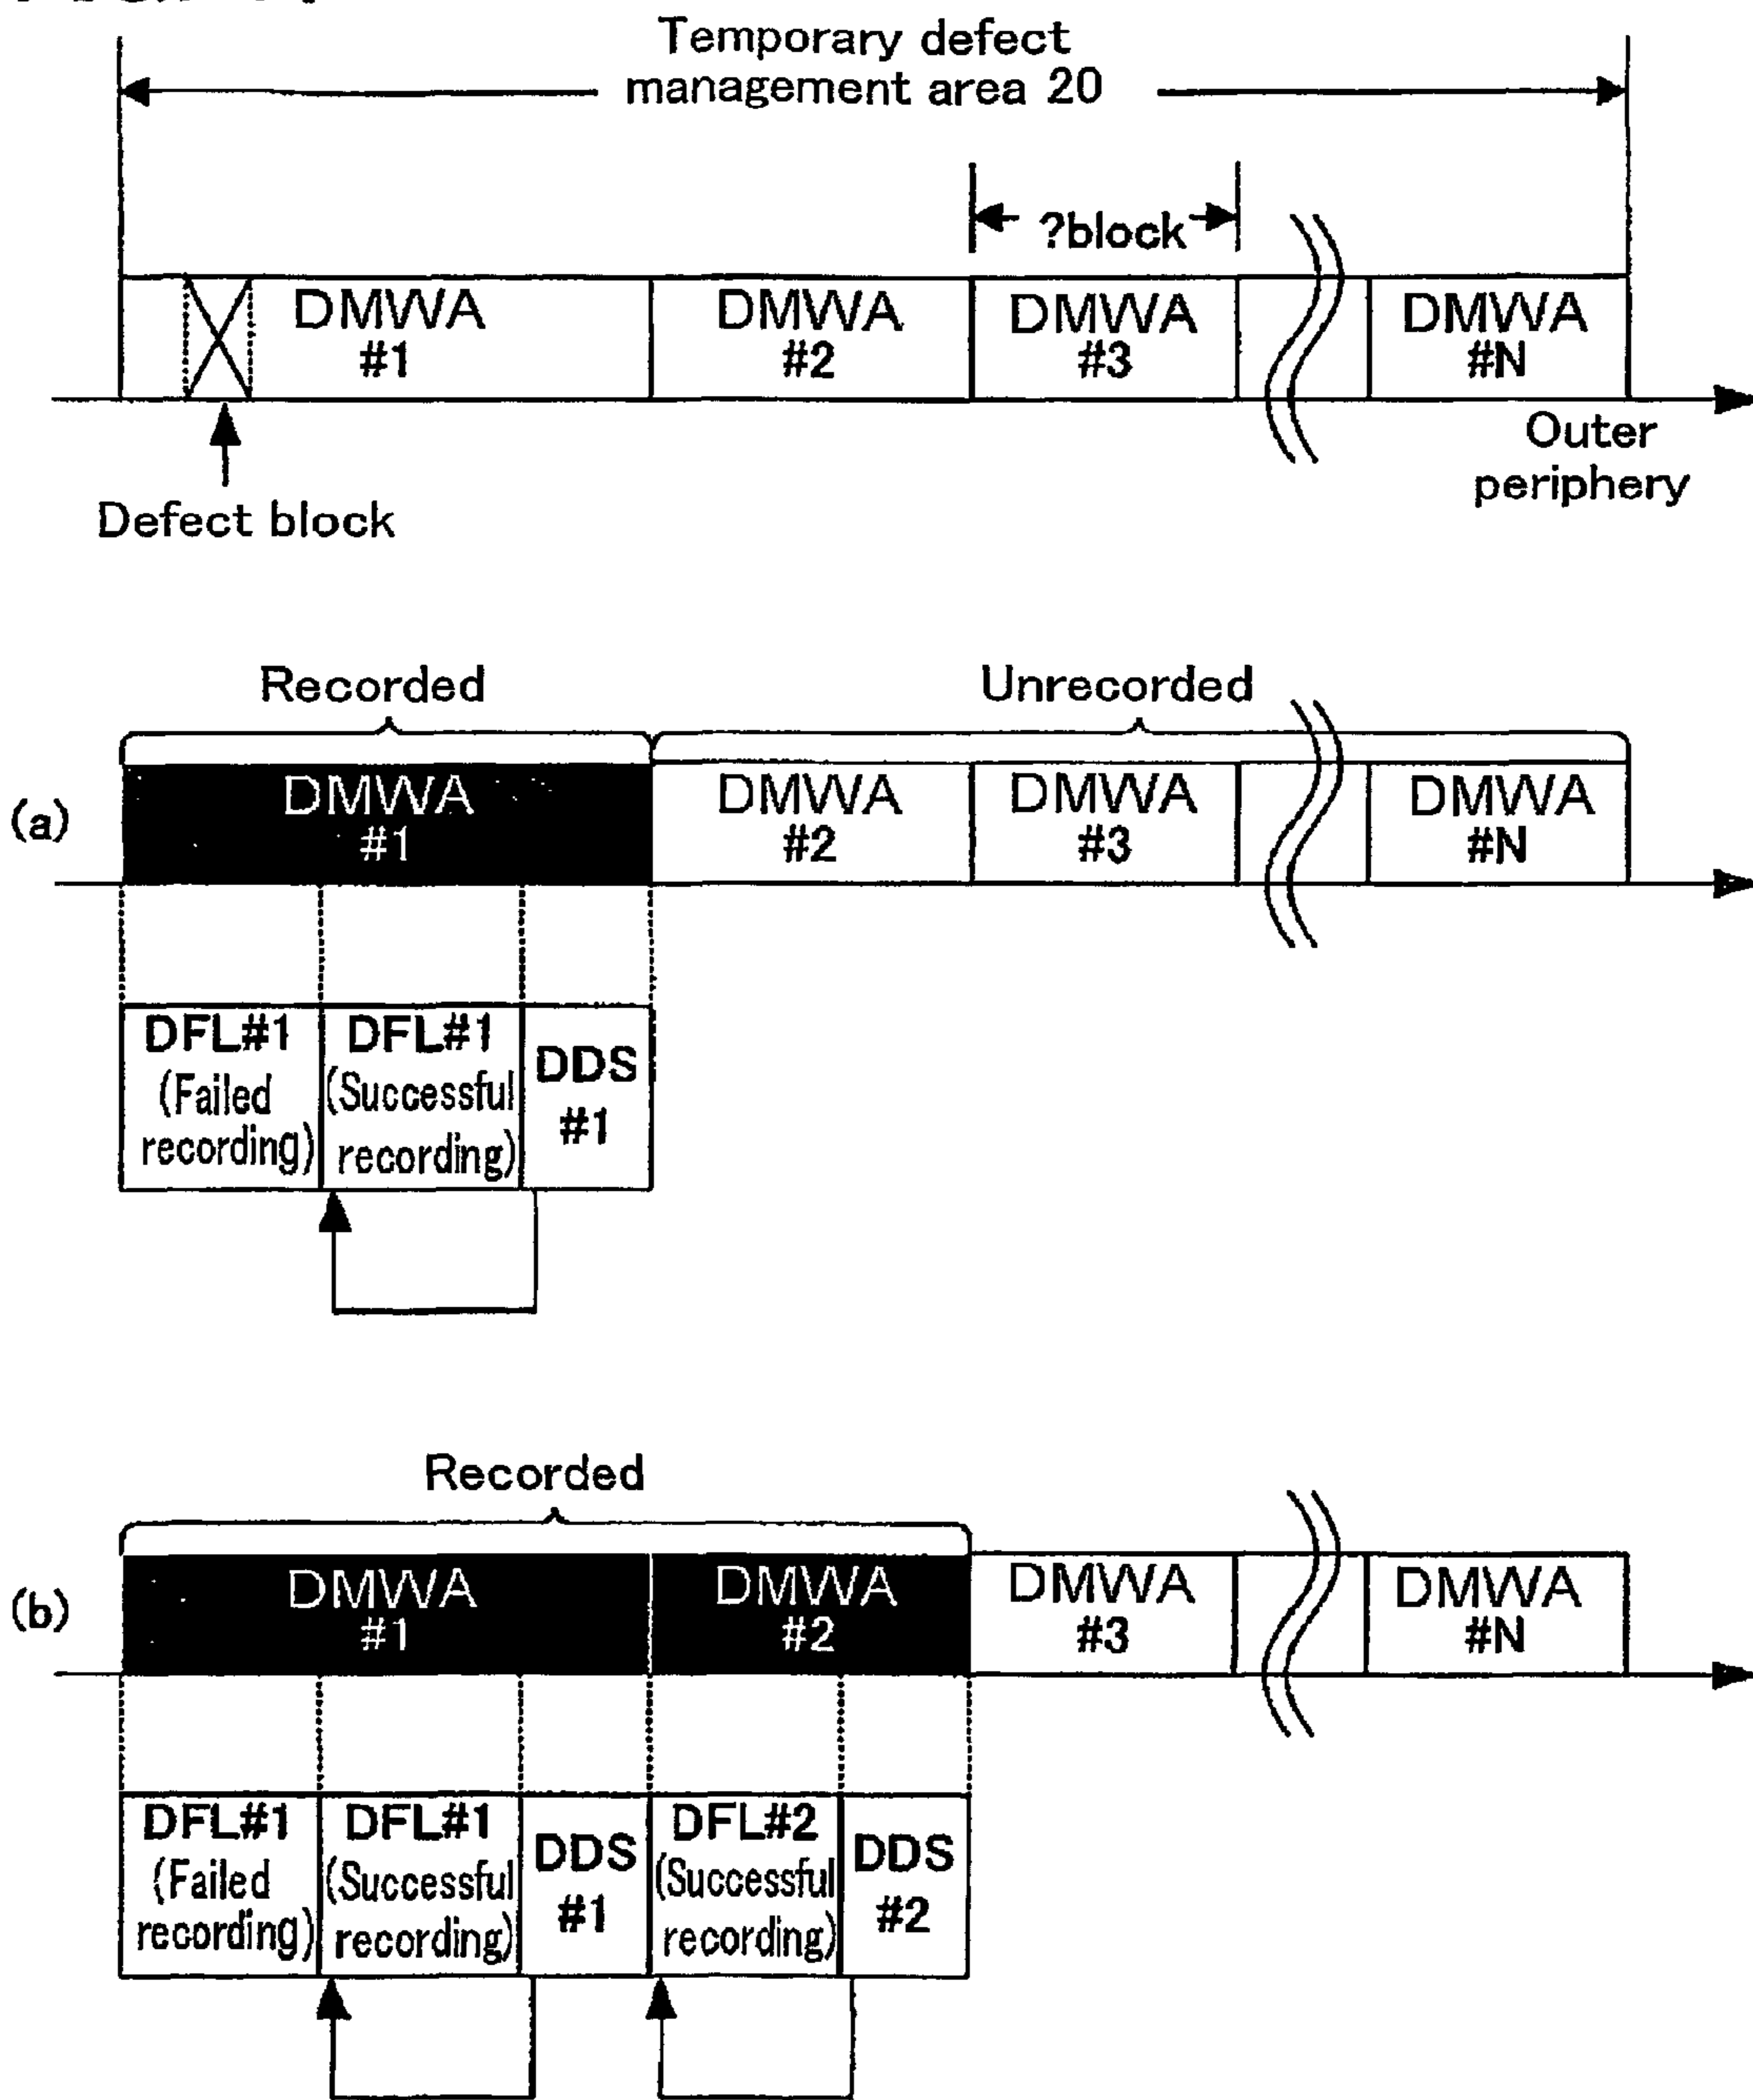 Temporary defect
management area 20
?block
DMWA
#1
DMWA
#2
DMWA
#3
DMWA
#N
Outer
periphery
Defect block
Recorded
Unrecorded
(a)
DMWA
#1
DMWA
#2
DMWA
#3
DMWA
#N
DFL#1
(Failed
recording)
DFL#1
(Successful
recording)
DDS
#1
Recorded
(b)
DMWA
#1
DMWA
#2
DMWA
#3
DMWA
#N
DFL#1
(Failed
recording)
DFL#1
(Successful
recording)
DDS
#1
DFL#2
(Successful
recording)
DDS
#2